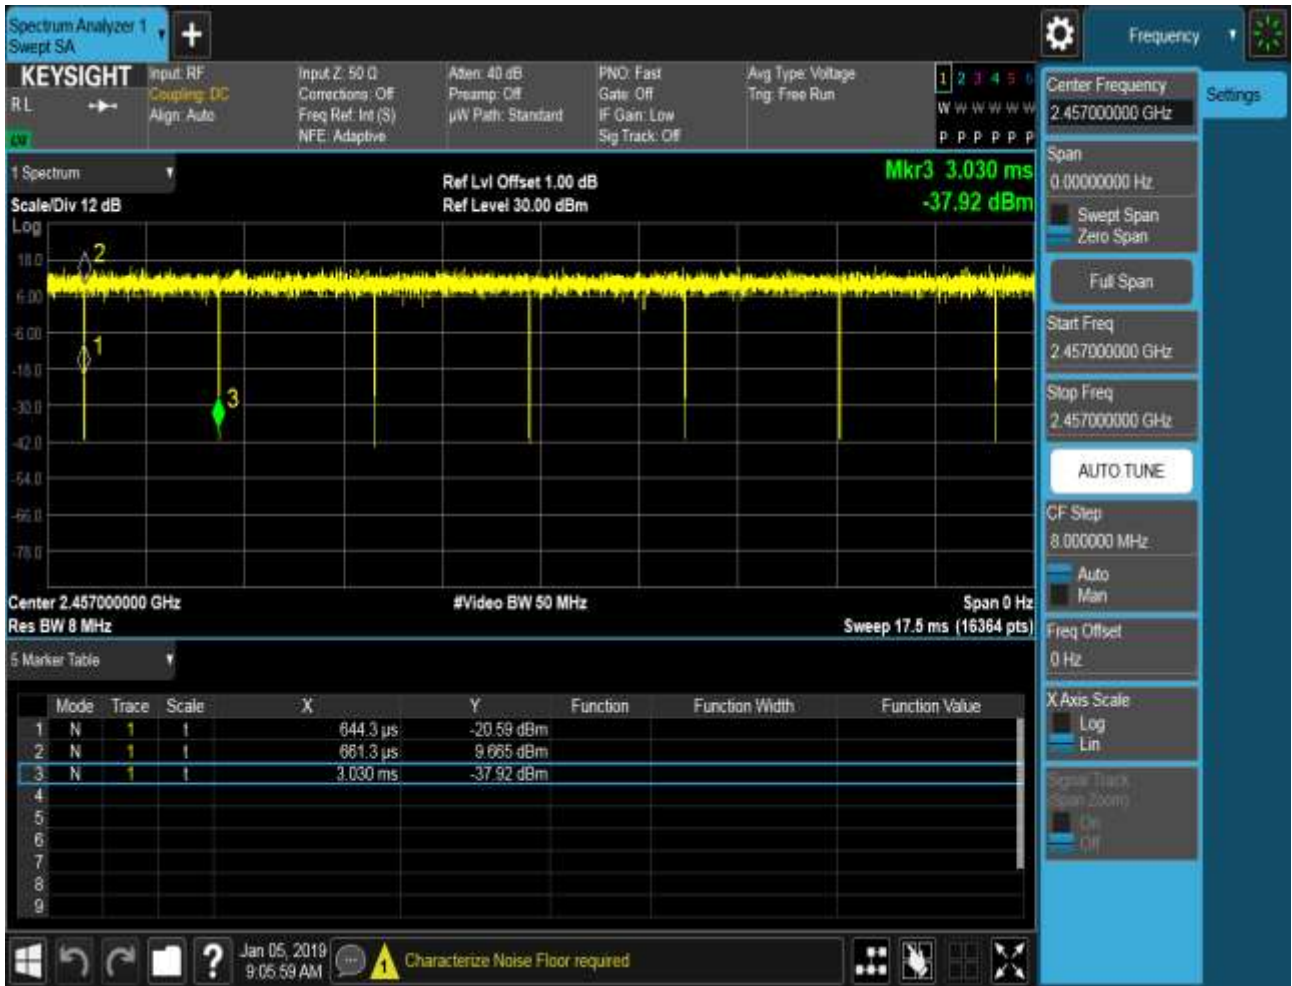 Spectrum Analyzer 1
Swept SA
Frequency
KEYSIGHT
R L
Input: RF
Coupling: DC
Align: Auto
Input Z: 50 Ω
Corrections: Off
Freq Ref: Int (S)
NFE: Adaptive
Atten: 40 dB
Preamp: Off
µW Path: Standard
PNO: Fast
Gate: Off
IF Gain: Low
Sig Track: Off
Avg Type: Voltage
Trig: Free Run
1 2 3 4 5 6
W W W W W W
P P P P P P
Center Frequency
2.457000000 GHz
Settings
Span
0.00000000 Hz
Swept Span
Zero Span
Full Span
Start Freq
2.457000000 GHz
Stop Freq
2.457000000 GHz
AUTO TUNE
CF Step
8.000000 MHz
Auto
Man
Freq Offset
0 Hz
X Axis Scale
Log
Lin
Signal Track
(Span Zoom)
On
Off
1 Spectrum
Scale/Div 12 dB
Log
Ref Lvl Offset 1.00 dB
Ref Level 30.00 dBm
Mkr3 3.030 ms
-37.92 dBm
18.0
6.00
-6.00
-18.0
-30.0
-42.0
-54.0
-66.0
-78.0
2
1
3
Center 2.457000000 GHz
#Video BW 50 MHz
Span 0 Hz
Res BW 8 MHz
Sweep 17.5 ms (16364 pts)
5 Marker Table
Mode Trace Scale X Y Function Function Width Function Value
1 N 1 t 644.3 µs -20.59 dBm
2 N 1 t 661.3 µs 9.665 dBm
3 N 1 t 3.030 ms -37.92 dBm
4
5
6
7
8
9
?
Jan 05, 2019
9:05:59 AM
1
Characterize Noise Floor required